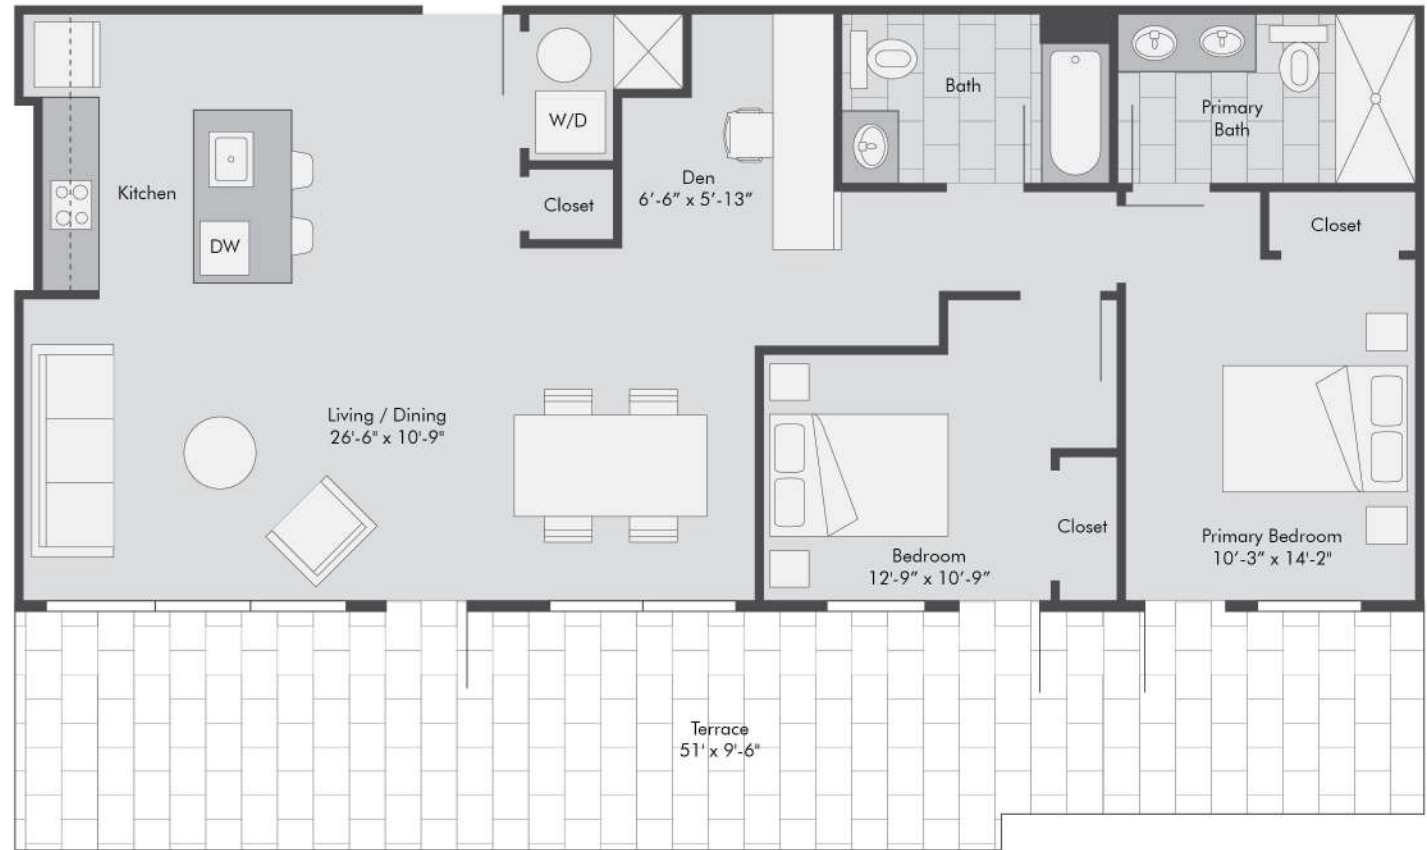 Bath
Primary
Bath
W/D
Kitchen
Den
6’-6” x 5’-13”
Closet
Closet
DW
Living / Dining
26'-6" x 10'-9"
Closet
Bedroom
12'-9” x 10’-9”
Primary Bedroom
10’-3” x 14'-2"
Terrace
51' x 9'-6"